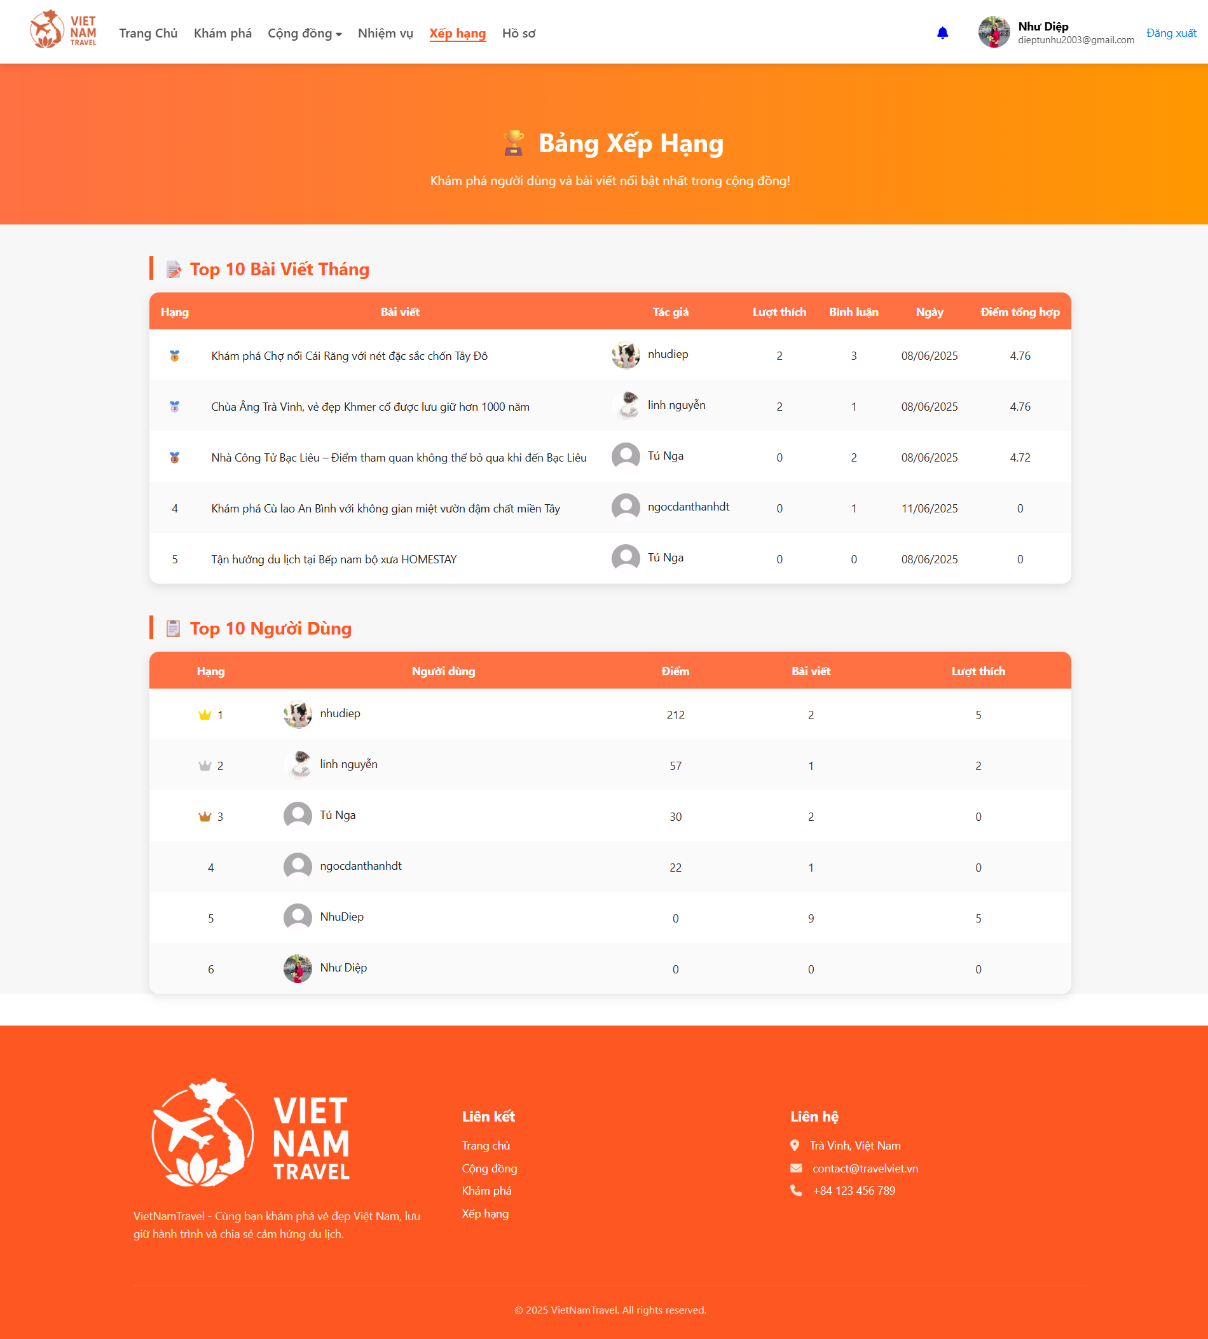 VIET NAM TRAVEL
Trang Chủ Khám phá Cộng đồng Nhiệm vụ Xếp hạng Hồ sơ
Như Diệp
dieptunhu2003@gmail.com
Đăng xuất
Bảng Xếp Hạng
Khám phá người dùng và bài viết nổi bật nhất trong cộng đồng!
Top 10 Bài Viết Tháng
Hạng Bài viết Tác giả Lượt thích Bình luận Ngày Điểm tổng hợp
Khám phá Chợ nổi Cái Răng với nét đặc sắc chốn Tây Đô nhudiep 2 3 08/06/2025 4.76
Chùa Âng Trà Vinh, vẻ đẹp Khmer cổ được lưu giữ hơn 1000 năm linh nguyễn 2 1 08/06/2025 4.76
Nhà Công Tử Bạc Liêu – Điểm tham quan không thể bỏ qua khi đến Bạc Liêu Tú Nga 0 2 08/06/2025 4.72
4 Khám phá Cù lao An Bình với không gian miệt vườn đậm chất miền Tây ngocdanthanhdt 0 1 11/06/2025 0
5 Tận hưởng du lịch tại Bếp nam bộ xưa HOMESTAY Tú Nga 0 0 08/06/2025 0
Top 10 Người Dùng
Hạng Người dùng Điểm Bài viết Lượt thích
1 nhudiep 212 2 5
2 linh nguyễn 57 1 2
3 Tú Nga 30 2 0
4 ngocdanthanhdt 22 1 0
5 NhuDiep 0 9 5
6 Như Diệp 0 0 0
VIET
NAM
TRAVEL
VietNamTravel - Cùng bạn khám phá vẻ đẹp Việt Nam, lưu
giữ hành trình và chia sẻ cảm hứng du lịch.
Liên kết
Trang chủ
Cộng đồng
Khám phá
Xếp hạng
Liên hệ
Trà Vinh, Việt Nam
contact@travelviet.vn
+84 123 456 789
© 2025 VietNamTravel. All rights reserved.